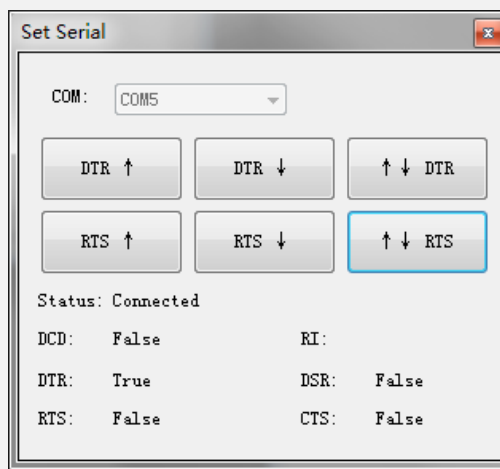 Set Serial
COM: COM5
DTR ↑ DTR ↓ ↑ ↓ DTR
RTS ↑ RTS ↓ ↑ ↓ RTS
Status: Connected
DCD: False RI:
DTR: True DSR: False
RTS: False CTS: False